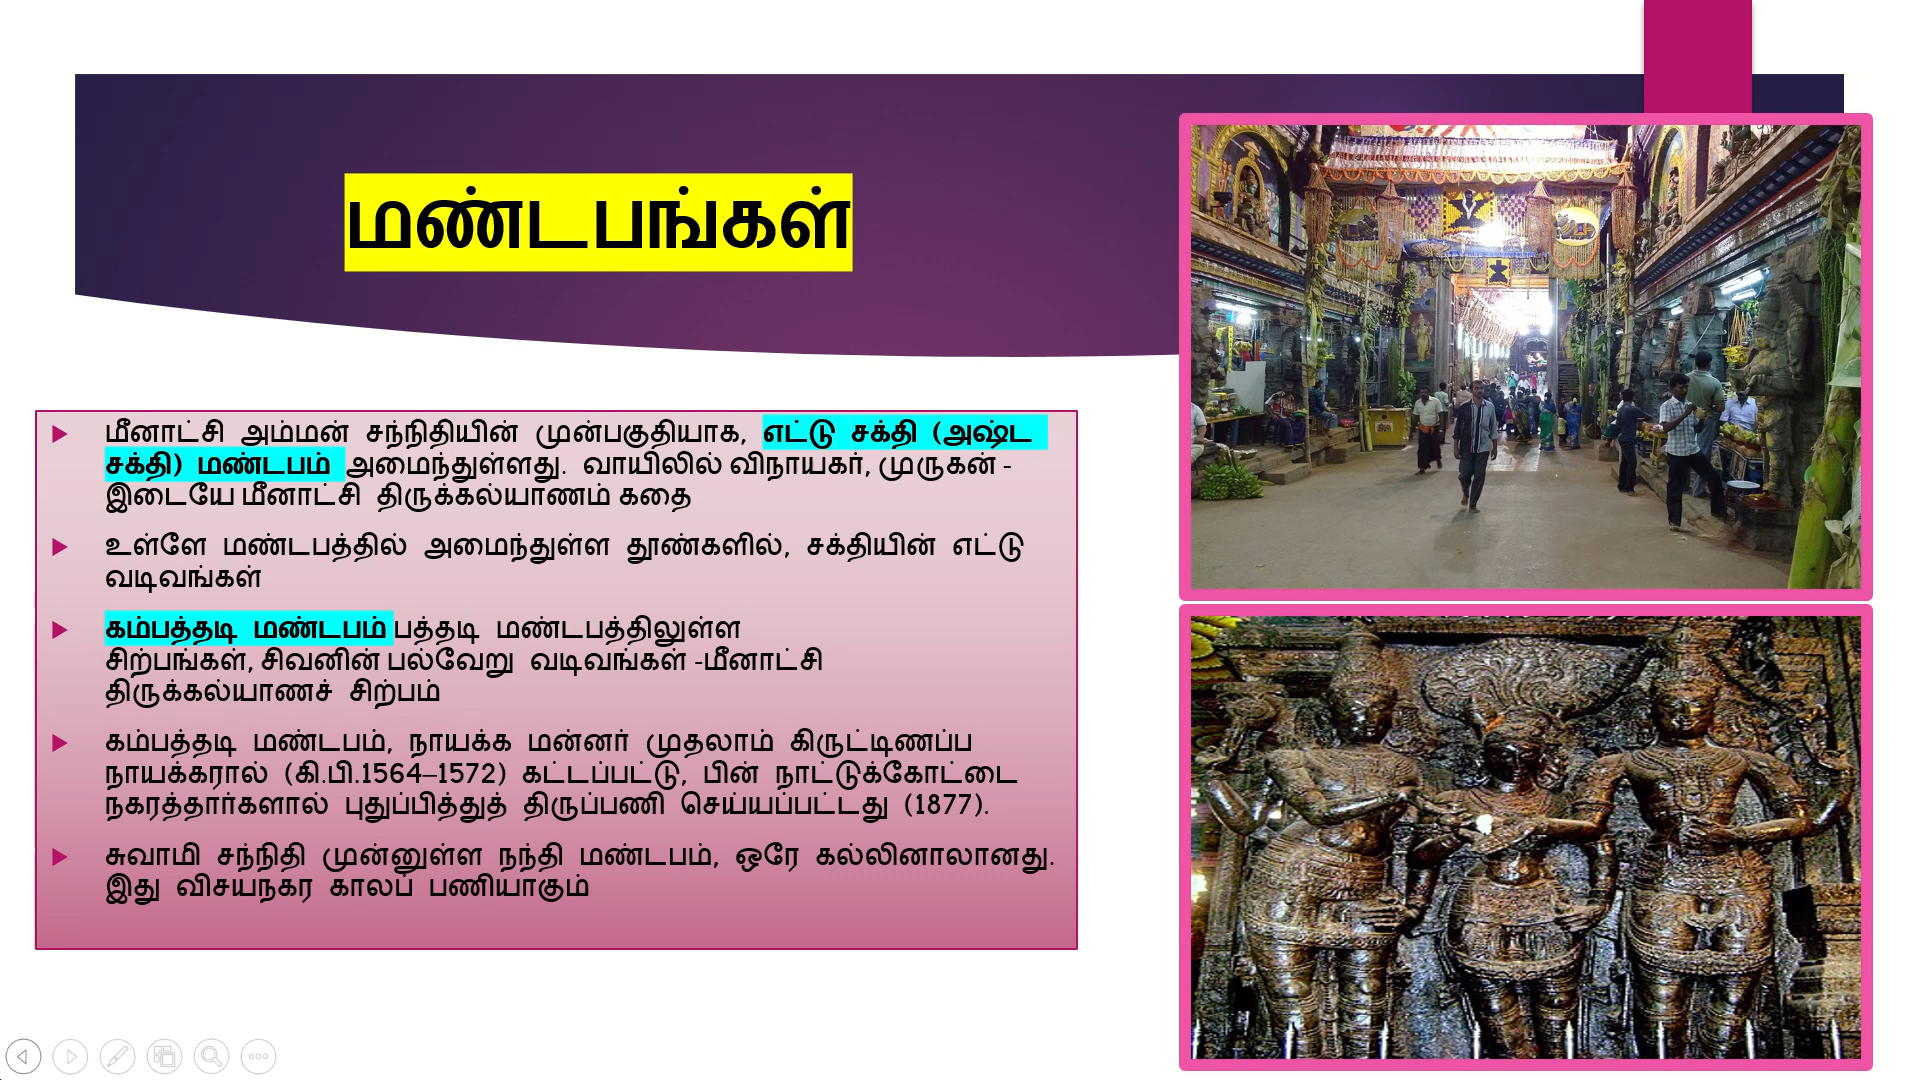 மண்டபங்கள்
மீனாட்சி அம்மன் சந்நிதியின் முன்பகுதியாக, எட்டு சக்தி (அஷ்ட
சக்தி) மண்டபம் அமைந்துள்ளது. வாயிலில் விநாயகர், முருகன் -
இடையே மீனாட்சி திருக்கல்யாணம் கதை
உள்ளே மண்டபத்தில் அமைந்துள்ள தூண்களில், சக்தியின் எட்டு
வடிவங்கள்
கம்பத்தடி மண்டபம் பத்தடி மண்டபத்திலுள்ள
சிற்பங்கள், சிவனின் பல்வேறு வடிவங்கள் -மீனாட்சி
திருக்கல்யாணச் சிற்பம்
கம்பத்தடி மண்டபம், நாயக்க மன்னர் முதலாம் கிருட்டிணப்ப
நாயக்கரால் (கி.பி.1564–1572) கட்டப்பட்டு, பின் நாட்டுக்கோட்டை
நகரத்தார்களால் புதுப்பித்துத் திருப்பணி செய்யப்பட்டது (1877).
சுவாமி சந்நிதி முன்னுள்ள நந்தி மண்டபம், ஒரே கல்லினாலானது.
இது விசயநகர காலப் பணியாகும்